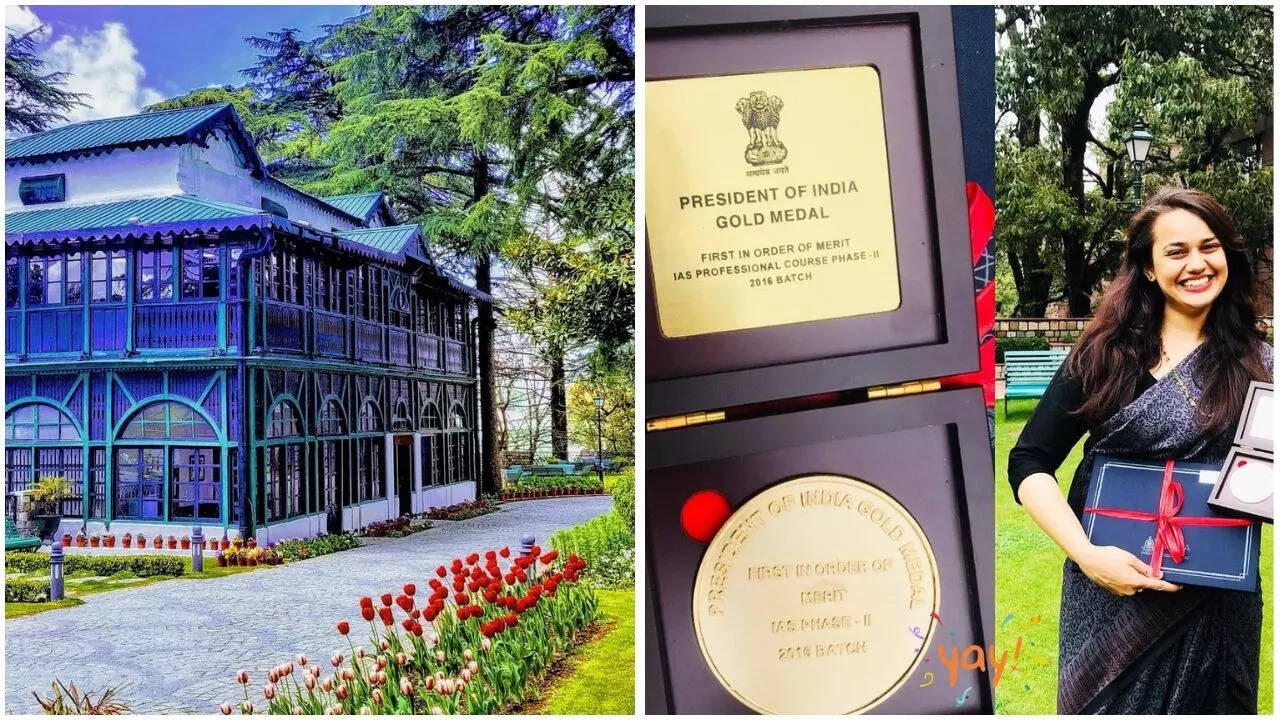 सत्यमेव जयते
PRESIDENT OF INDIA
GOLD MEDAL
FIRST IN ORDER OF MERIT
IAS PROFESSIONAL COURSE PHASE-II
2016 BATCH
PRESIDENT OF INDIA GOLD MEDAL
FIRST IN ORDER OF
MERIT
IAS PHASE-II
2016 BATCH
yay!